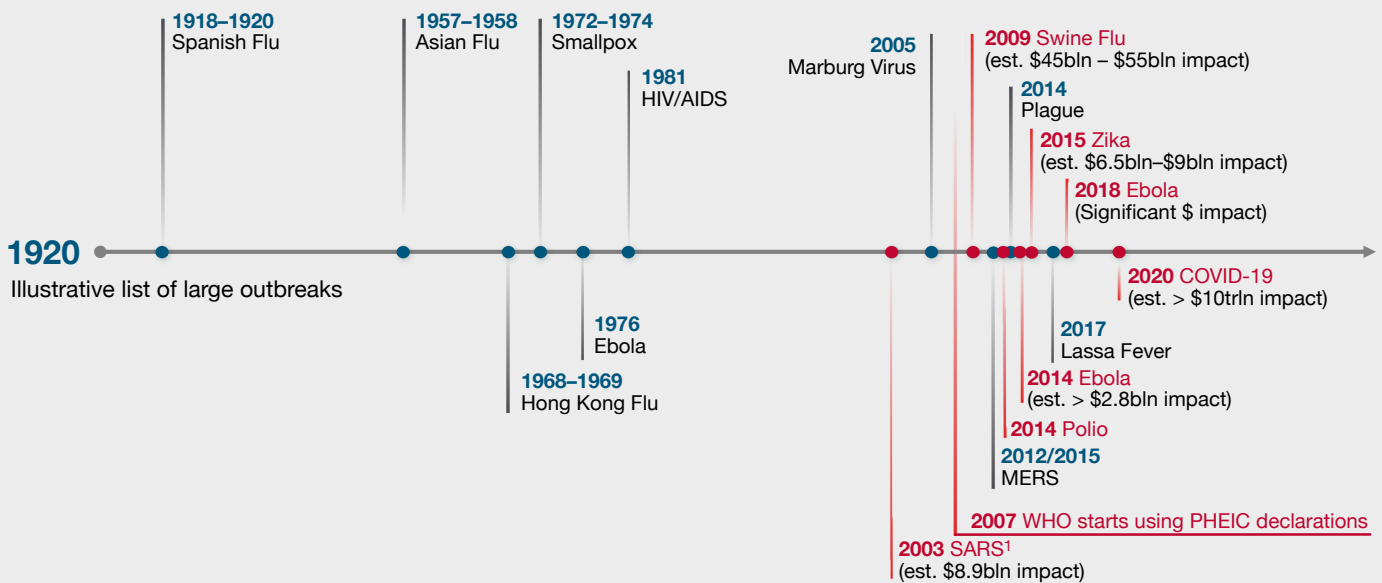 1918–1920
Spanish Flu
1957–1958
Asian Flu
1972–1974
Smallpox
1981
HIV/AIDS
2005
Marburg Virus
2009 Swine Flu
(est. $45bln – $55bln impact)
2014
Plague
2015 Zika
(est. $6.5bln–$9bln impact)
2018 Ebola
(Significant $ impact)
1920
Illustrative list of large outbreaks
2020 COVID-19
(est. > $10trln impact)
1976
Ebola
2017
Lassa Fever
1968–1969
Hong Kong Flu
2014 Ebola
(est. > $2.8bln impact)
2014 Polio
2012/2015
MERS
2007 WHO starts using PHEIC declarations
2003 SARS¹
(est. $8.9bln impact)